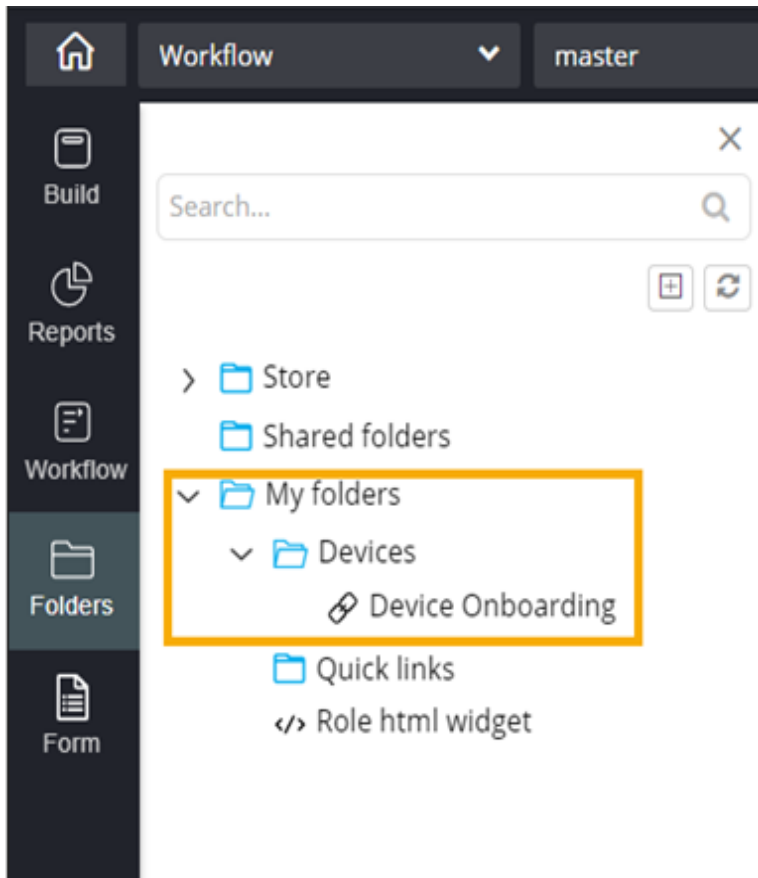 Workflow
master
Build
Reports
Workflow
Folders
Form
Search...
Store
Shared folders
My folders
Devices
Device Onboarding
Quick links
Role html widget